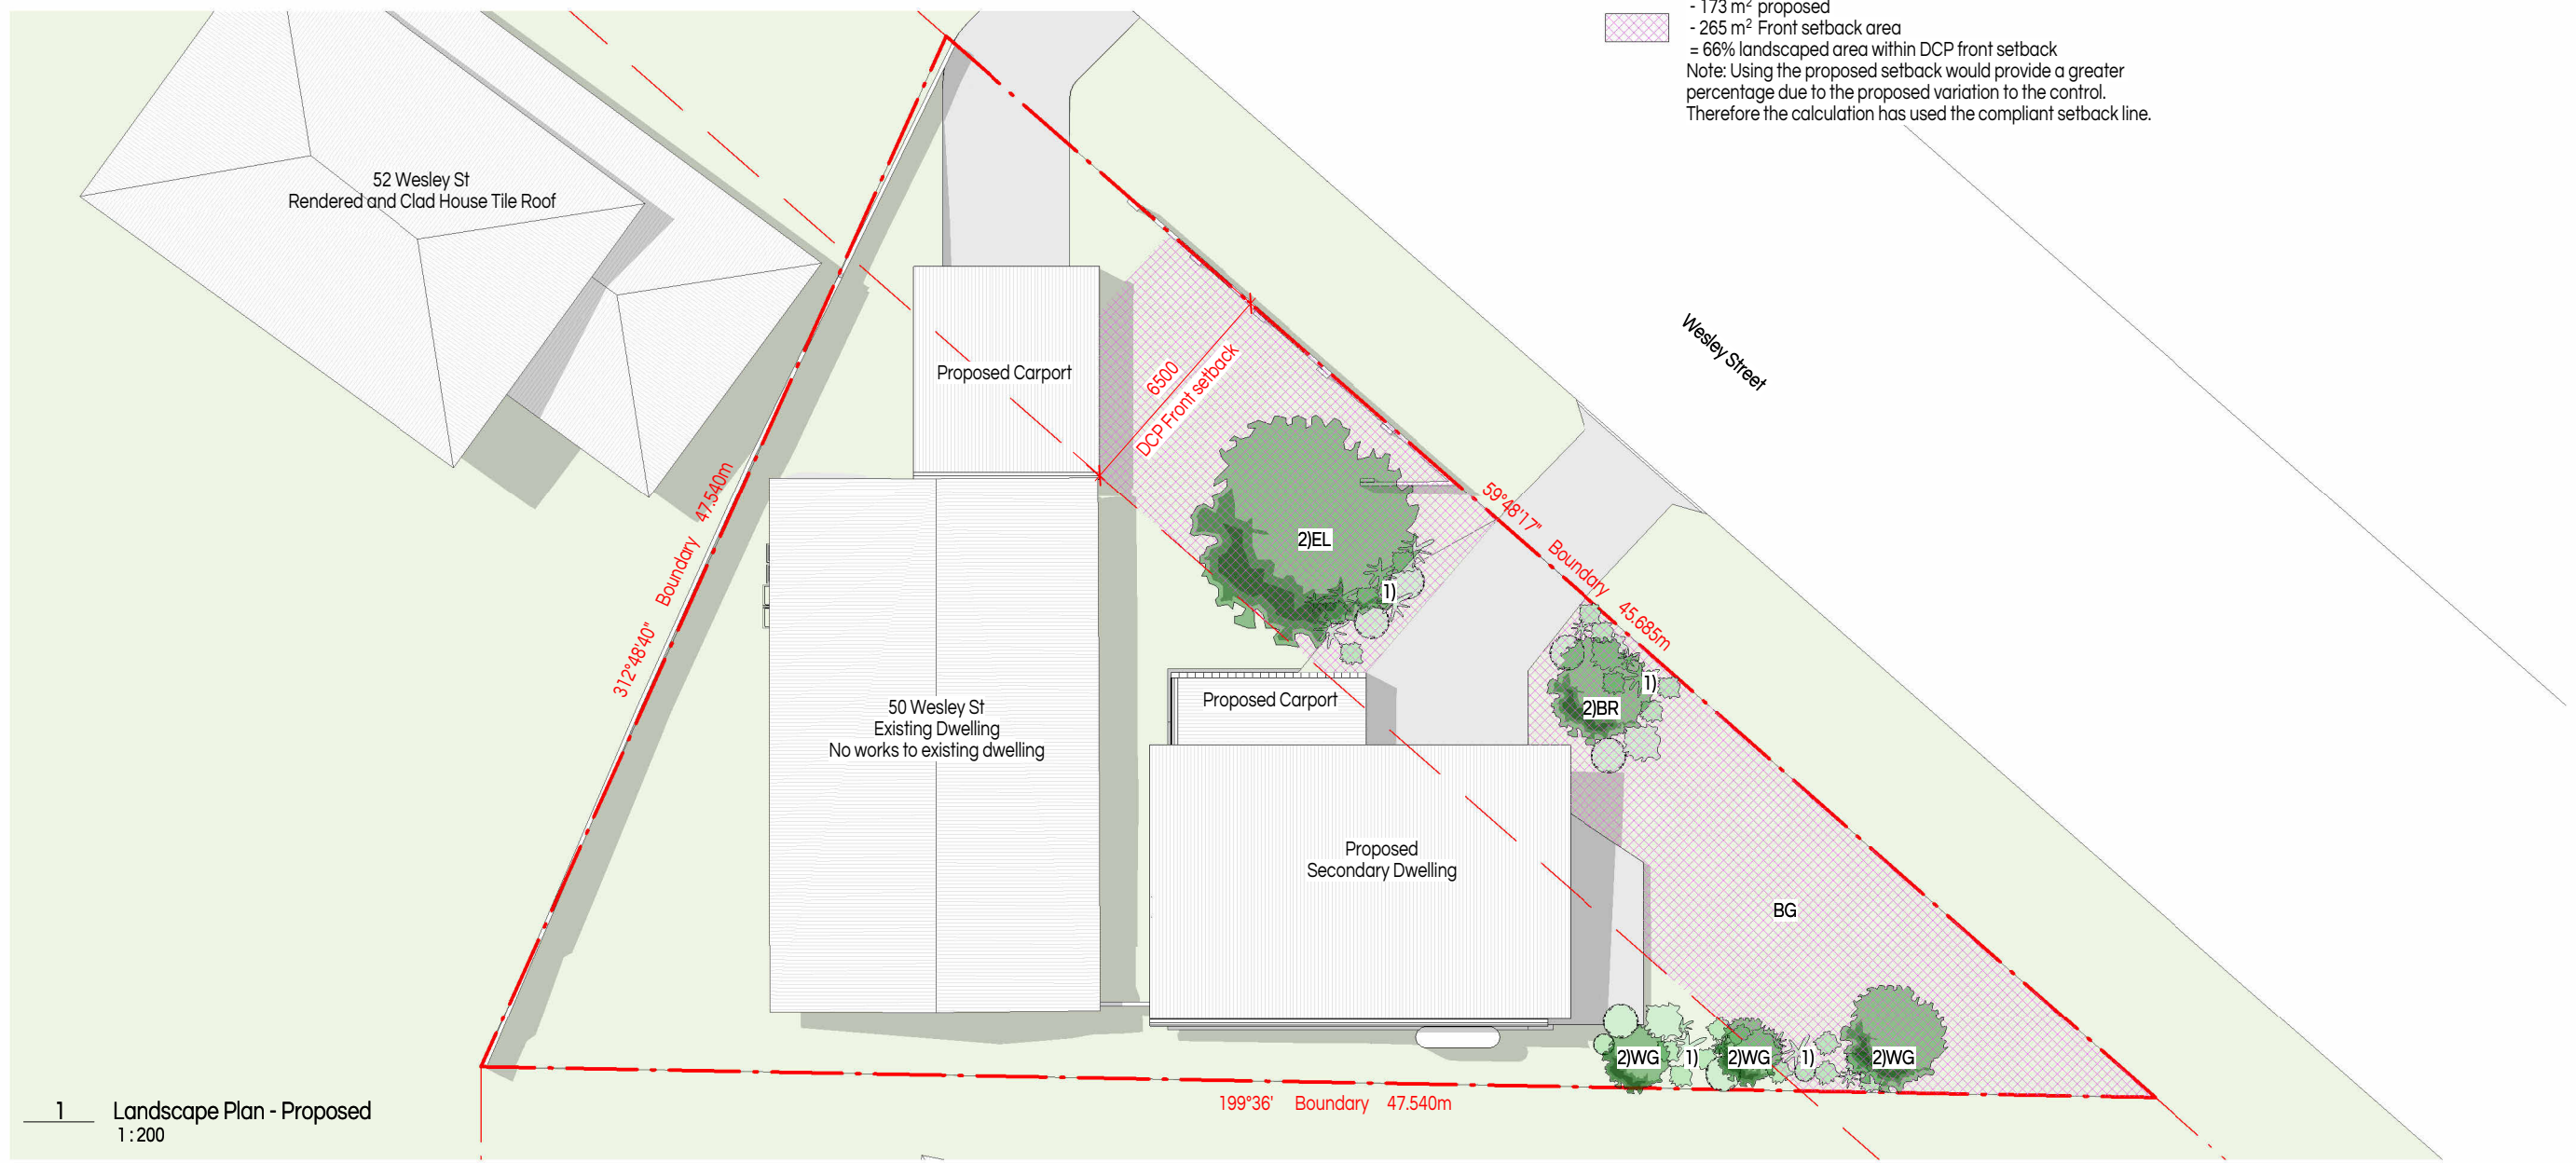 - 173 m² proposed
- 265 m² Front setback area
= 66% landscaped area within DCP front setback
Note: Using the proposed setback would provide a greater
percentage due to the proposed variation to the control.
Therefore the calculation has used the compliant setback line.
52 Wesley St
Rendered and Clad House Tile Roof
Wesley Street
Proposed Carport
6500
DCP Front setback
312°48'40" Boundary 47.540m
59°48'17" Boundary 45.685m
2)EL
1)
1)
2)BR
50 Wesley St
Existing Dwelling
No works to existing dwelling
Proposed Carport
Proposed
Secondary Dwelling
BG
2)WG
1)
2)WG
1)
2)WG
199°36' Boundary 47.540m
1 Landscape Plan - Proposed
1 : 200